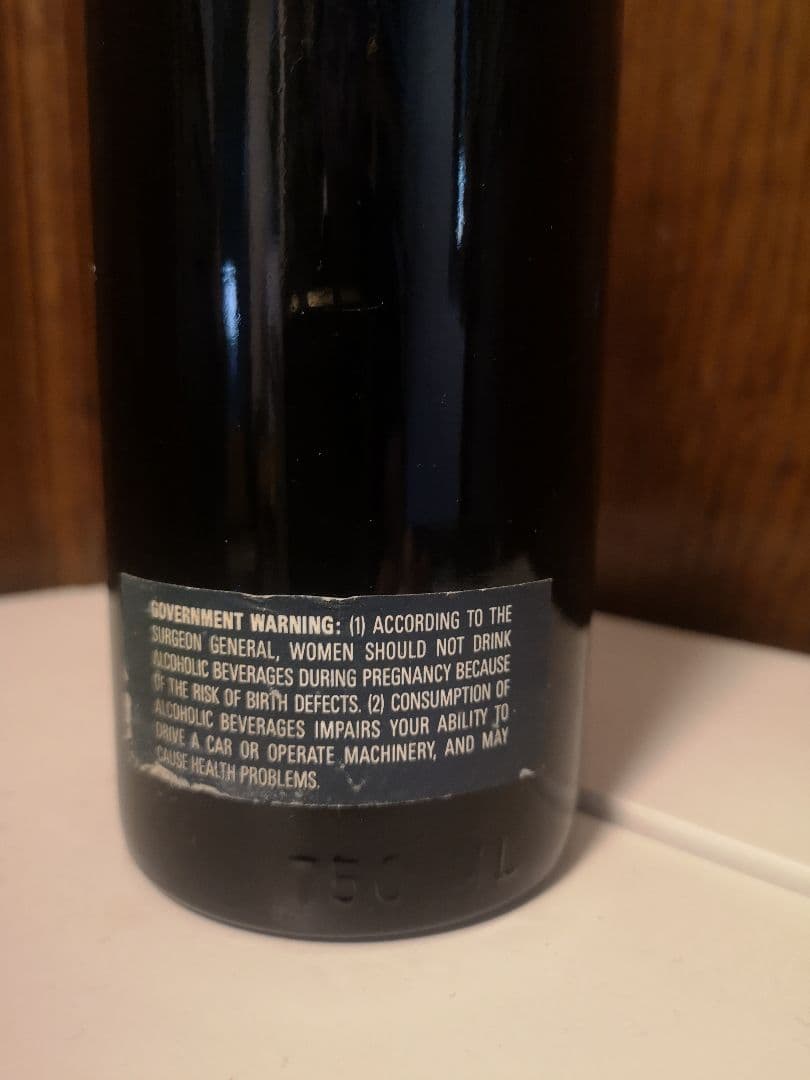 GOVERNMENT WARNING: (1) ACCORDING TO THE
SURGEON GENERAL, WOMEN SHOULD NOT DRINK
ALCOHOLIC BEVERAGES DURING PREGNANCY BECAUSE
OF THE RISK OF BIRTH DEFECTS. (2) CONSUMPTION OF
ALCOHOLIC BEVERAGES IMPAIRS YOUR ABILITY TO
DRIVE A CAR OR OPERATE MACHINERY, AND MAY
CAUSE HEALTH PROBLEMS.
750